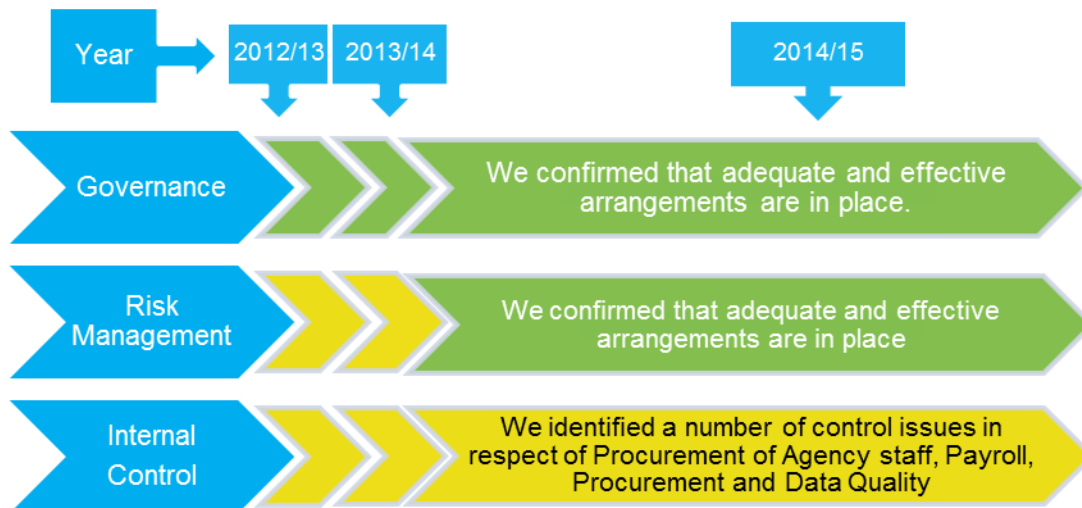 Year
2012/13
2013/14
2014/15
Governance
We confirmed that adequate and effective
arrangements are in place.
Risk
Management
We confirmed that adequate and effective
arrangements are in place
Internal
Control
We identified a number of control issues in
respect of Procurement of Agency staff, Payroll,
Procurement and Data Quality